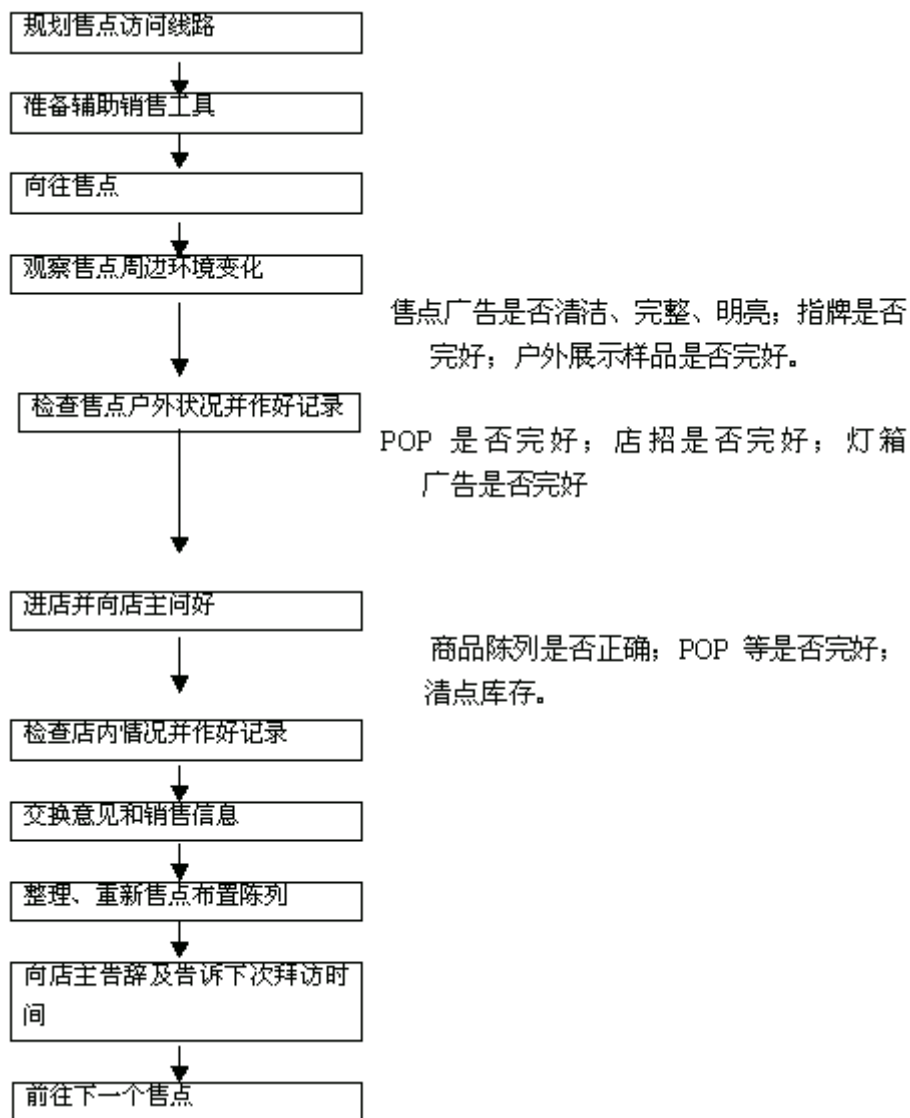 规划售点访问线路
准备辅助销售工具
向往售点
观察售点周边环境变化
售点广告是否清洁、完整、明亮；指牌是否
完好；户外展示样品是否完好。
检查售点户外状况并作好记录
POP 是否完好；店招是否完好；灯箱
广告是否完好
进店并向店主问好
商品陈列是否正确；POP 等是否完好；
清点库存。
检查店内情况并作好记录
交换意见和销售信息
整理、重新售点布置陈列
向店主告辞及告诉下次拜访时
间
前往下一个售点